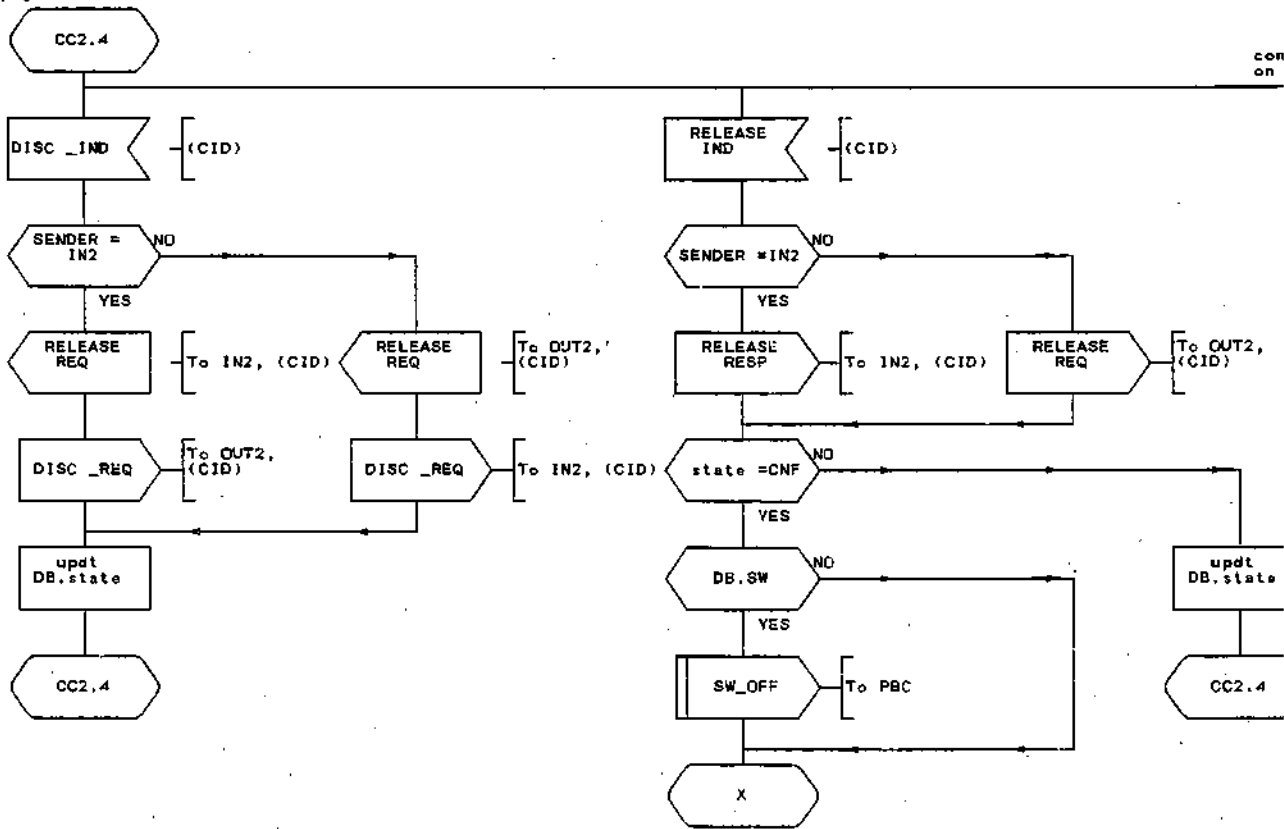 CC2.4
con
on
DISC _IND
(CID)
RELEASE
IND
(CID)
SENDER =
IN2
NO
YES
SENDER =IN2
NO
YES
RELEASE
REQ
To IN2, (CID)
RELEASE
REQ
To OUT2,
(CID)
RELEASE
RESP
To IN2, (CID)
RELEASE
REQ
To OUT2,
(CID)
DISC _REQ
To OUT2,
(CID)
DISC _REQ
To IN2, (CID)
state =CNF
NO
YES
updt
DB.state
DB.SW
NO
YES
updt
DB.state
CC2.4
SW_OFF
To PBC
CC2.4
X